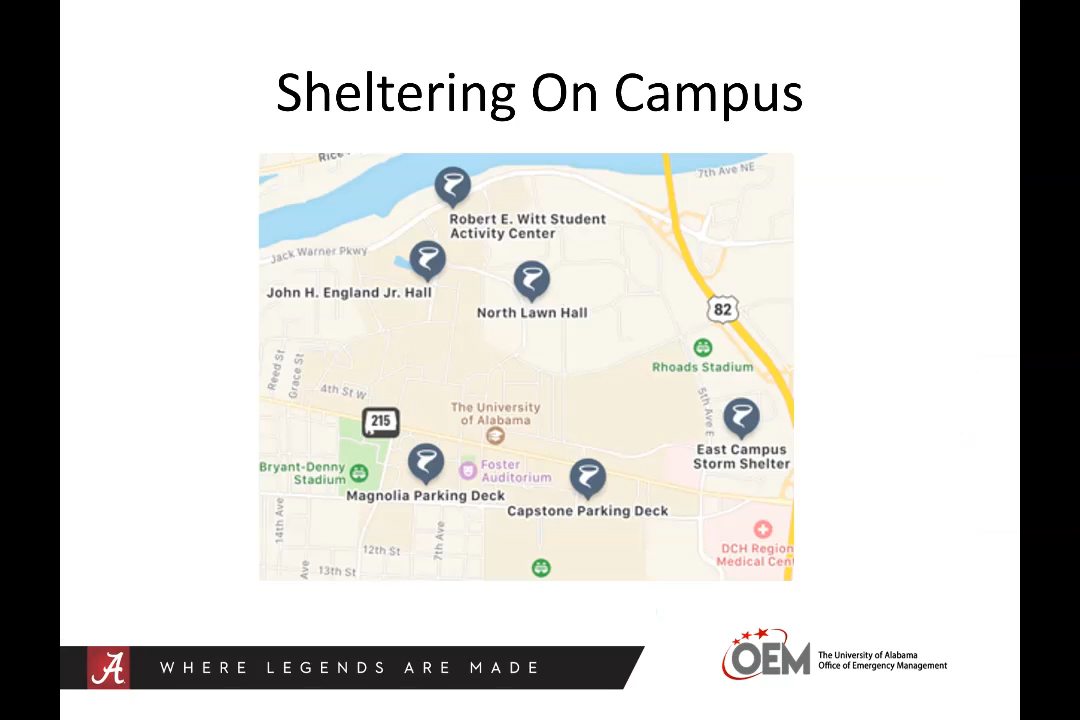 Sheltering On Campus
Rice
7th Ave NE
Robert E. Witt Student
Activity Center
Jack Warner Pkwy
John H. England Jr. Hall
North Lawn Hall
82
Rhoads Stadium
Reed St
Grace St
4th St W
5th Ave E
215
The University
of Alabama
East Campus
Storm Shelter
Bryant-Denny
Stadium
Foster
Auditorium
Magnolia Parking Deck
Capstone Parking Deck
14th Ave
7th Ave
12th St
13th St
Ave
DCH Region
Medical Cen
A
WHERE LEGENDS ARE MADE
OEM
The University of Alabama
Office of Emergency Management